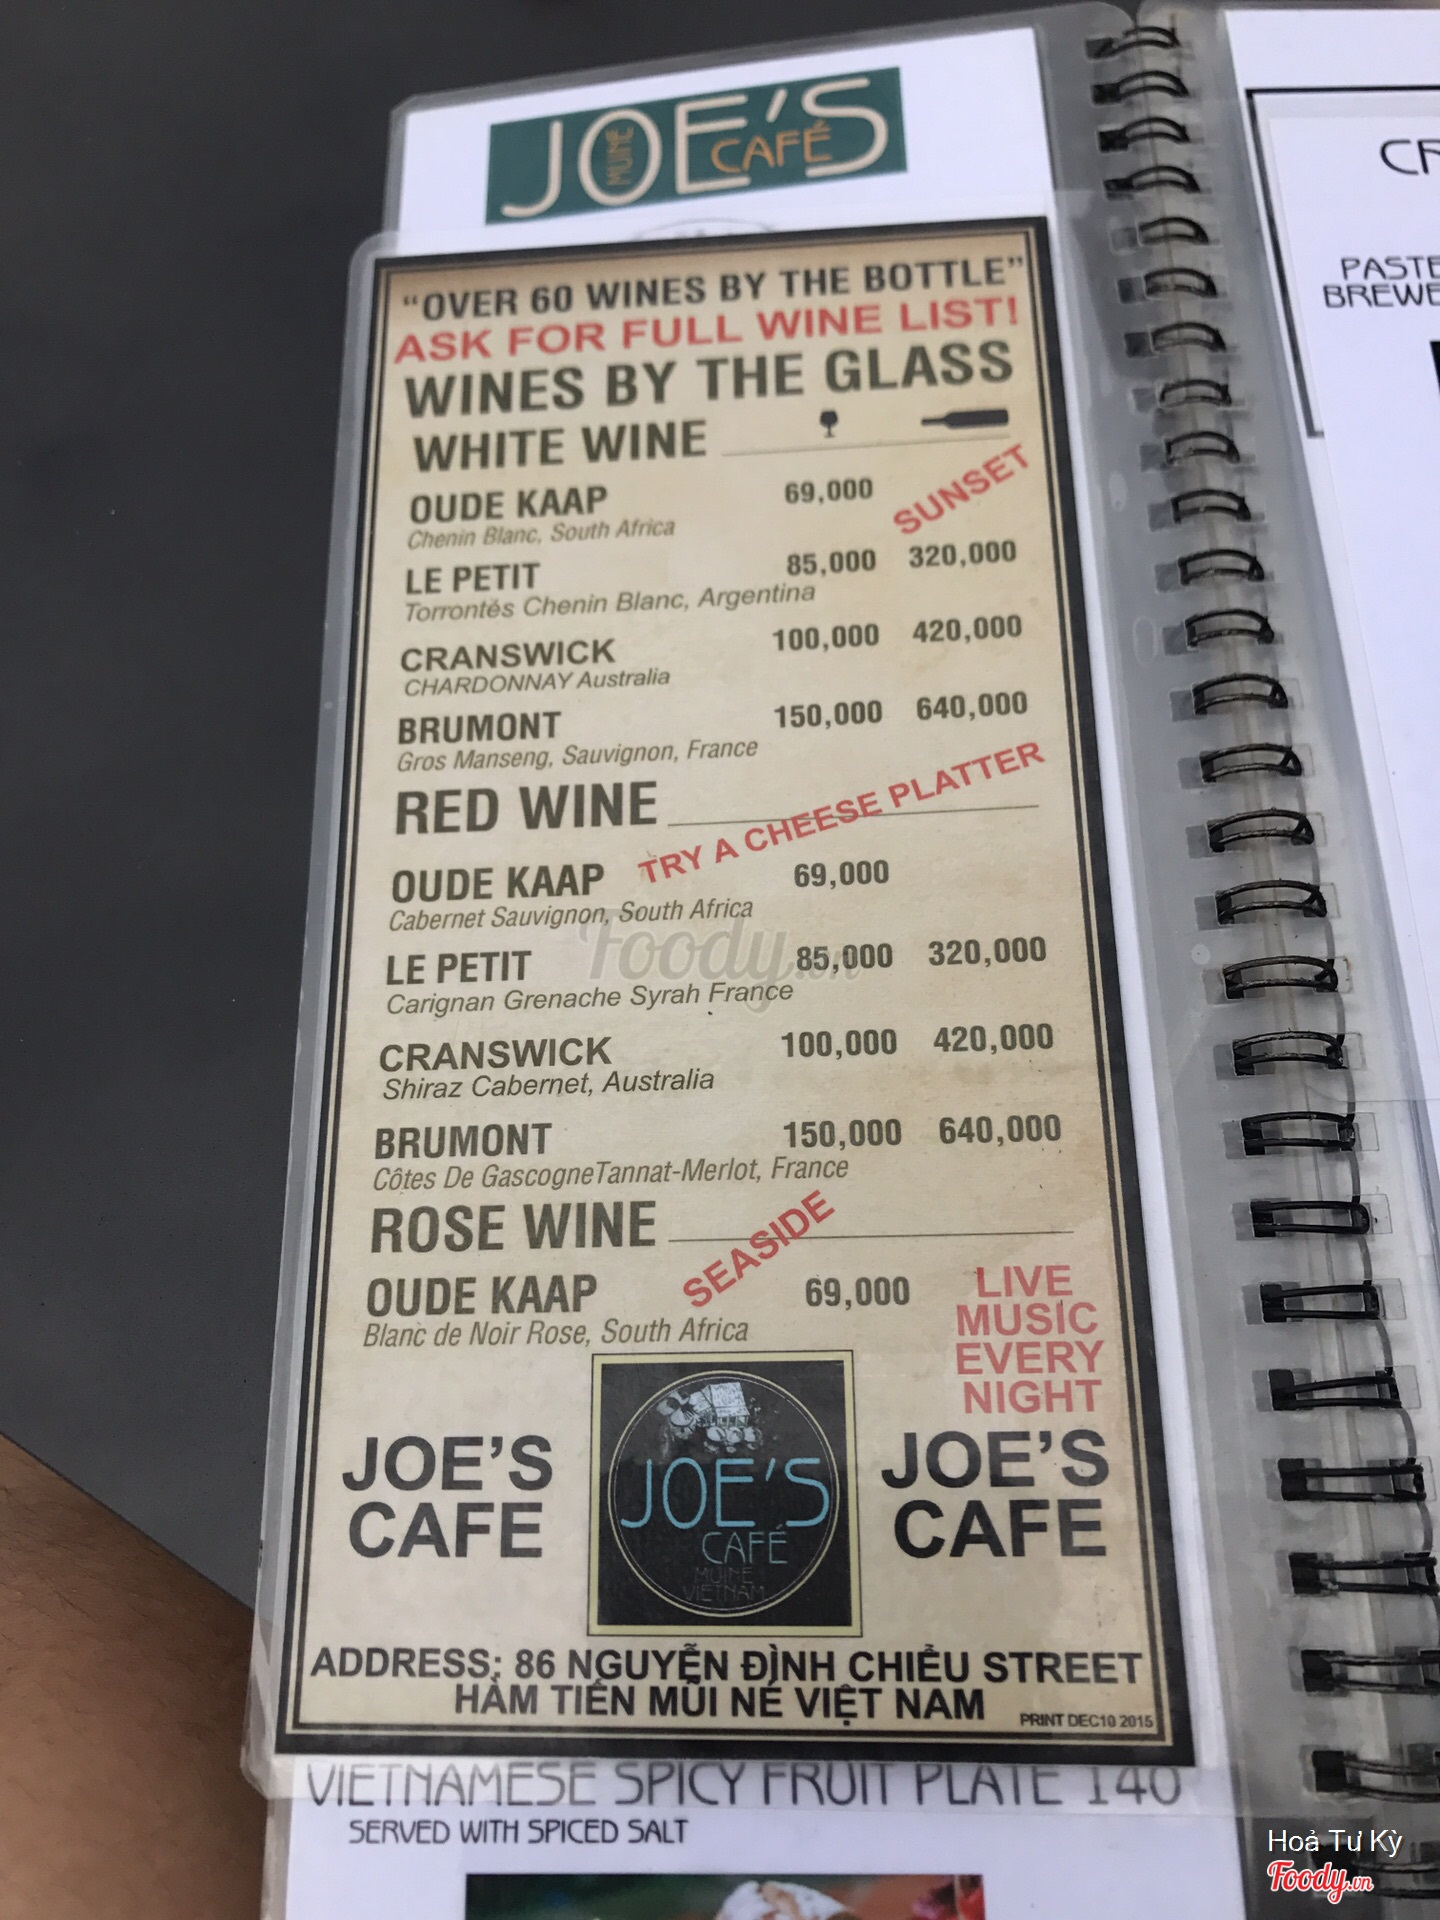 JOE'S
MUINE
CAFÉ
"OVER 60 WINES BY THE BOTTLE"
ASK FOR FULL WINE LIST!
WINES BY THE GLASS
WHITE WINE
SUNSET
OUDE KAAP 69,000
Chenin Blanc, South Africa
LE PETIT 85,000 320,000
Torrontés Chenin Blanc, Argentina
CRANSWICK 100,000 420,000
CHARDONNAY Australia
BRUMONT 150,000 640,000
Gros Manseng, Sauvignon, France
RED WINE
TRY A CHEESE PLATTER
OUDE KAAP 69,000
Cabernet Sauvignon, South Africa
LE PETIT 85,000 320,000
Carignan Grenache Syrah France
CRANSWICK 100,000 420,000
Shiraz Cabernet, Australia
BRUMONT 150,000 640,000
Côtes De GascogneTannat-Merlot, France
ROSE WINE
SEASIDE
OUDE KAAP 69,000
Blanc de Noir Rose, South Africa
LIVE
MUSIC
EVERY
NIGHT
JOE'S
CAFE
JOE'S
CAFÉ
MUINE
VIETNAM
JOE'S
CAFE
ADDRESS: 86 NGUYỄN ĐÌNH CHIỂU STREET
HÀM TIẾN MŨI NÉ VIỆT NAM
PRINT DEC10 2015
VIETNAMESE SPICY FRUIT PLATE 140
SERVED WITH SPICED SALT
CR
PASTE
BREWE
Foody.vn
Hoả Tư Kỳ
Foody.vn